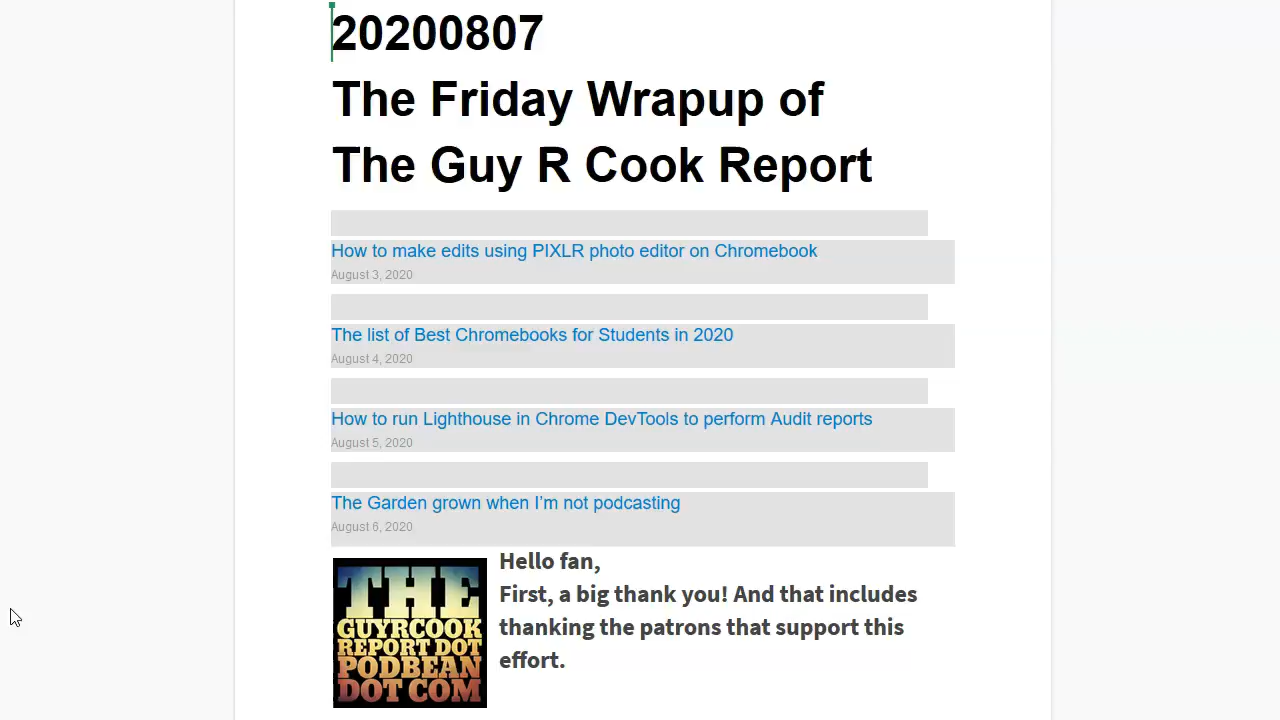 20200807
The Friday Wrapup of
The Guy R Cook Report
How to make edits using PIXLR photo editor on Chromebook
August 3, 2020
The list of Best Chromebooks for Students in 2020
August 4, 2020
How to run Lighthouse in Chrome DevTools to perform Audit reports
August 5, 2020
The Garden grown when I’m not podcasting
August 6, 2020
Hello fan,
First, a big thank you! And that includes
thanking the patrons that support this
effort.
THE
GUYRCOOK
REPORT DOT
PODBEAN
DOT COM